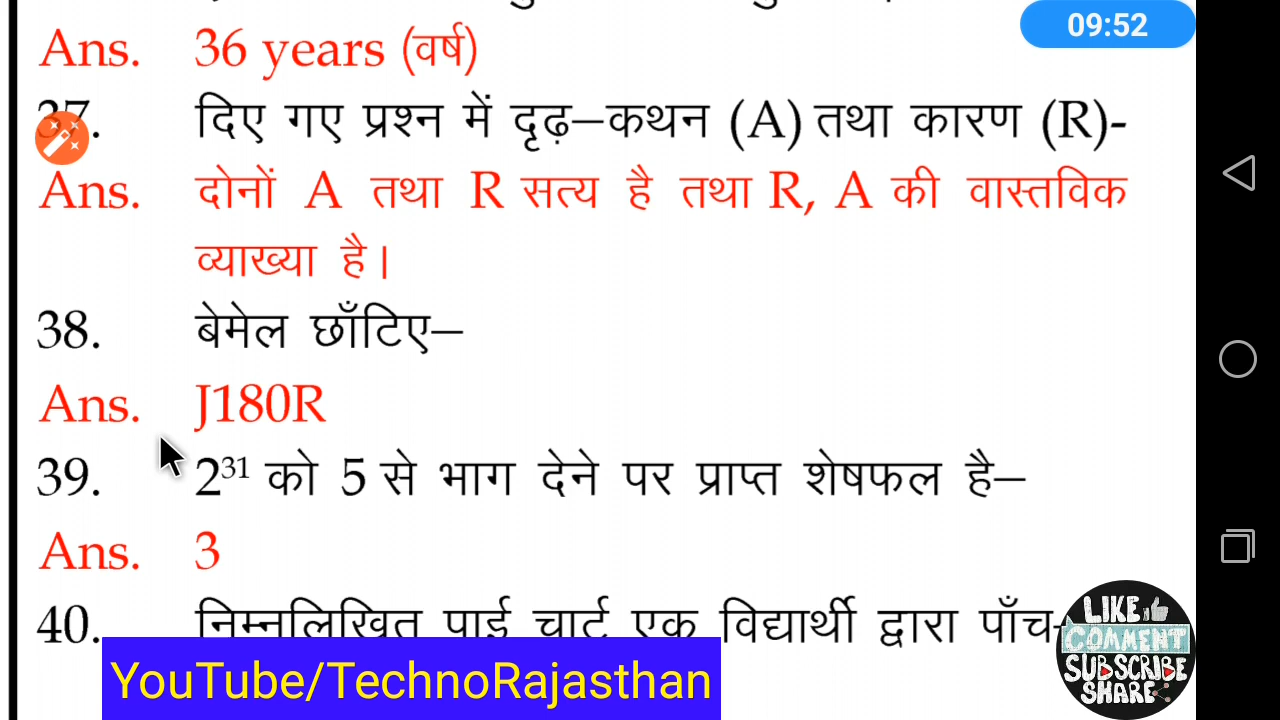 09:52
Ans. 36 years (वर्ष)
37. दिए गए प्रश्न में दृढ़–कथन (A) तथा कारण (R)-
Ans. दोनों A तथा R सत्य है तथा R, A की वास्तविक
व्याख्या है।
38. बेमेल छाँटिए–
Ans. J180R
39. 2³¹ को 5 से भाग देने पर प्राप्त शेषफल है–
Ans. 3
40. निम्नलिखित पाई चार्ट एक विद्यार्थी द्वारा पाँच-
YouTube/TechnoRajasthan
LIKE
COMMENT
SUBSCRIBE
SHARE